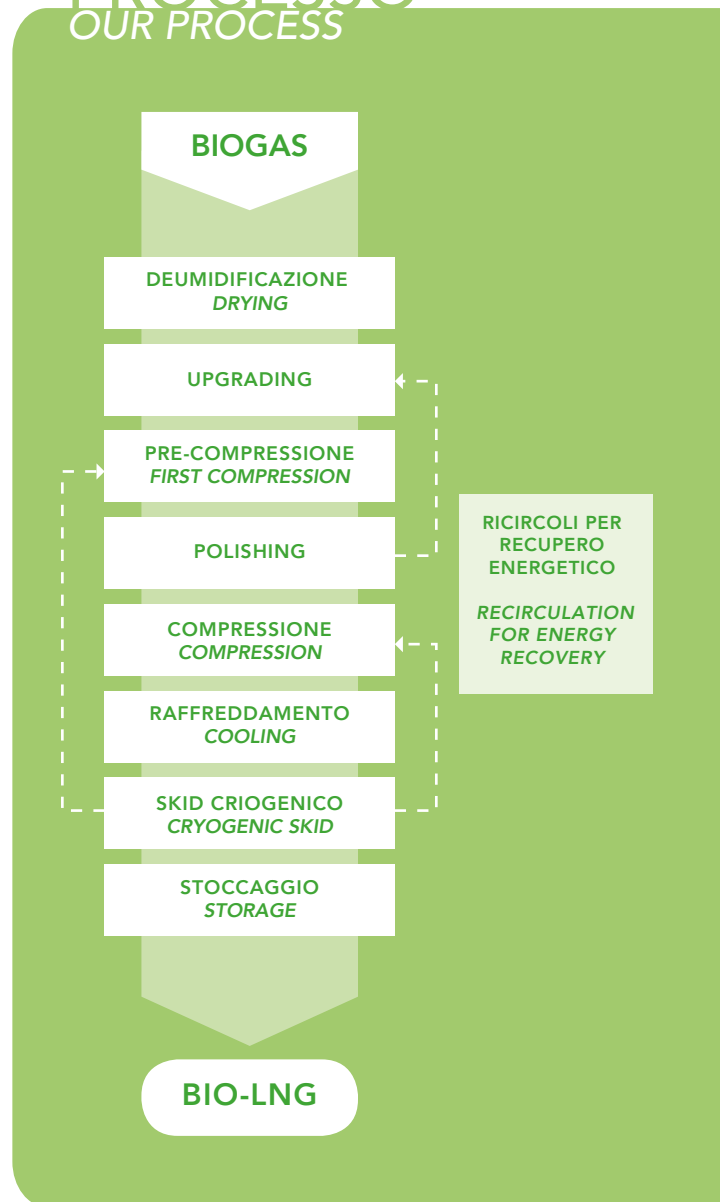 PROCESSO
OUR PROCESS
BIOGAS
DEUMIDIFICAZIONE
DRYING
UPGRADING
PRE-COMPRESSIONE
FIRST COMPRESSION
POLISHING
COMPRESSIONE
COMPRESSION
RAFFREDDAMENTO
COOLING
SKID CRIOGENICO
CRYOGENIC SKID
STOCCAGGIO
STORAGE
BIO-LNG
RICIRCOLI PER
RECUPERO
ENERGETICO
RECIRCULATION
FOR ENERGY
RECOVERY